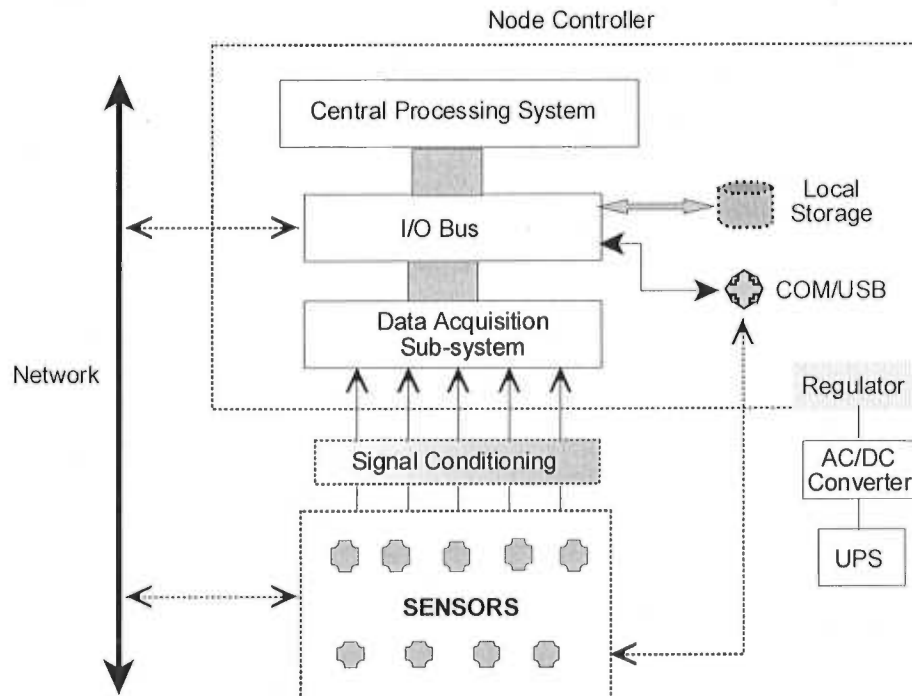 Node Controller
Central Processing System
I/O Bus
Local
Storage
COM/USB
Data Acquisition
Sub-system
Network
Regulator
Signal Conditioning
AC/DC
Converter
UPS
SENSORS